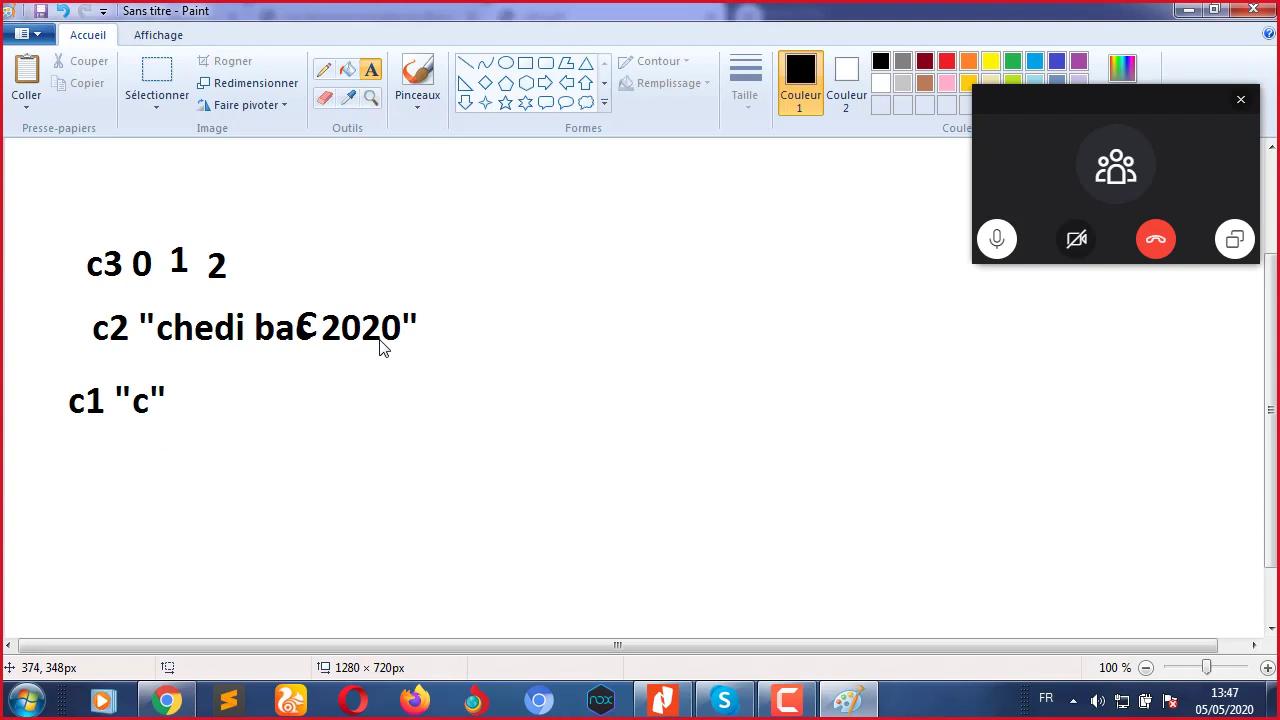 Sans titre - Paint
Accueil Affichage
Coller
Couper
Copier
Presse-papiers
Sélectionner
Rogner
Redimensionner
Faire pivoter
Image
Outils
Pinceaux
Contour
Remplissage
Formes
Taille
Couleur 1
Couleur 2
c3 0 1 2
c2 "chedi bac 2020"
c1 "c"
374, 348px
1280 × 720px
100 %
FR
13:47
05/05/2020